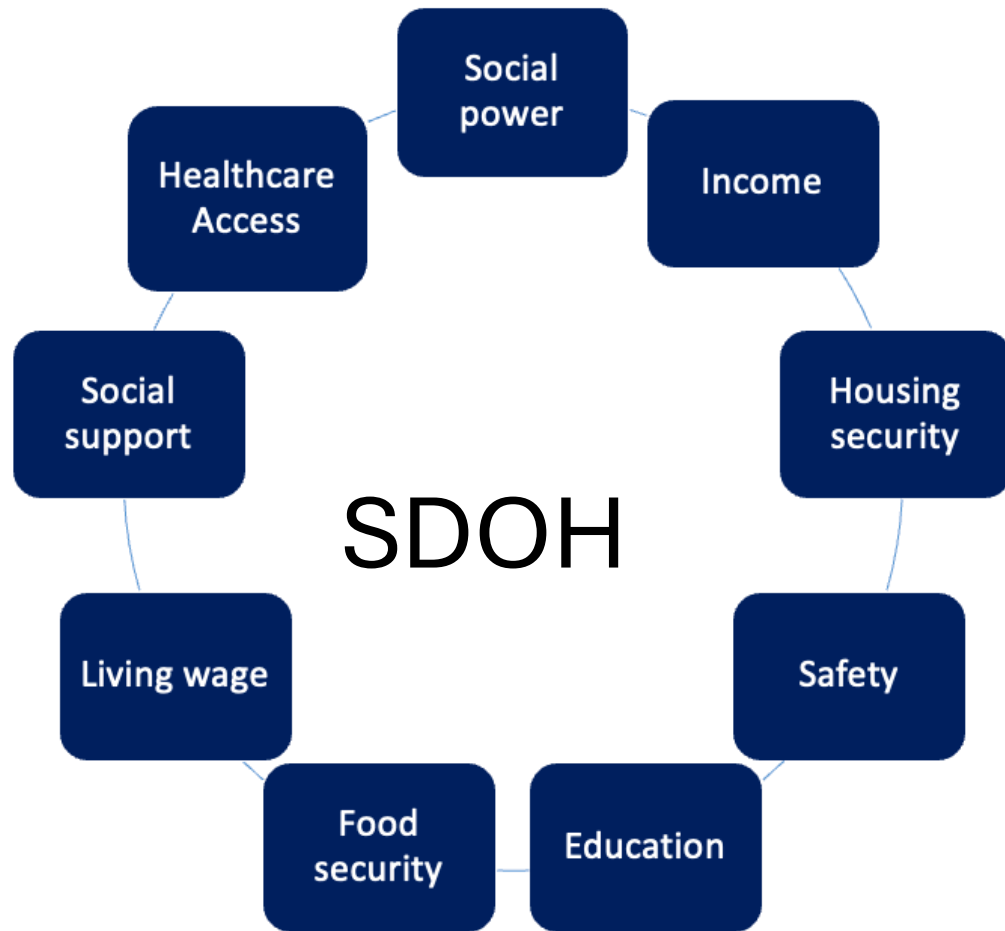 Social
power
Income
Housing
security
Safety
Education
Food
security
Living wage
Social
support
Healthcare
Access
SDOH